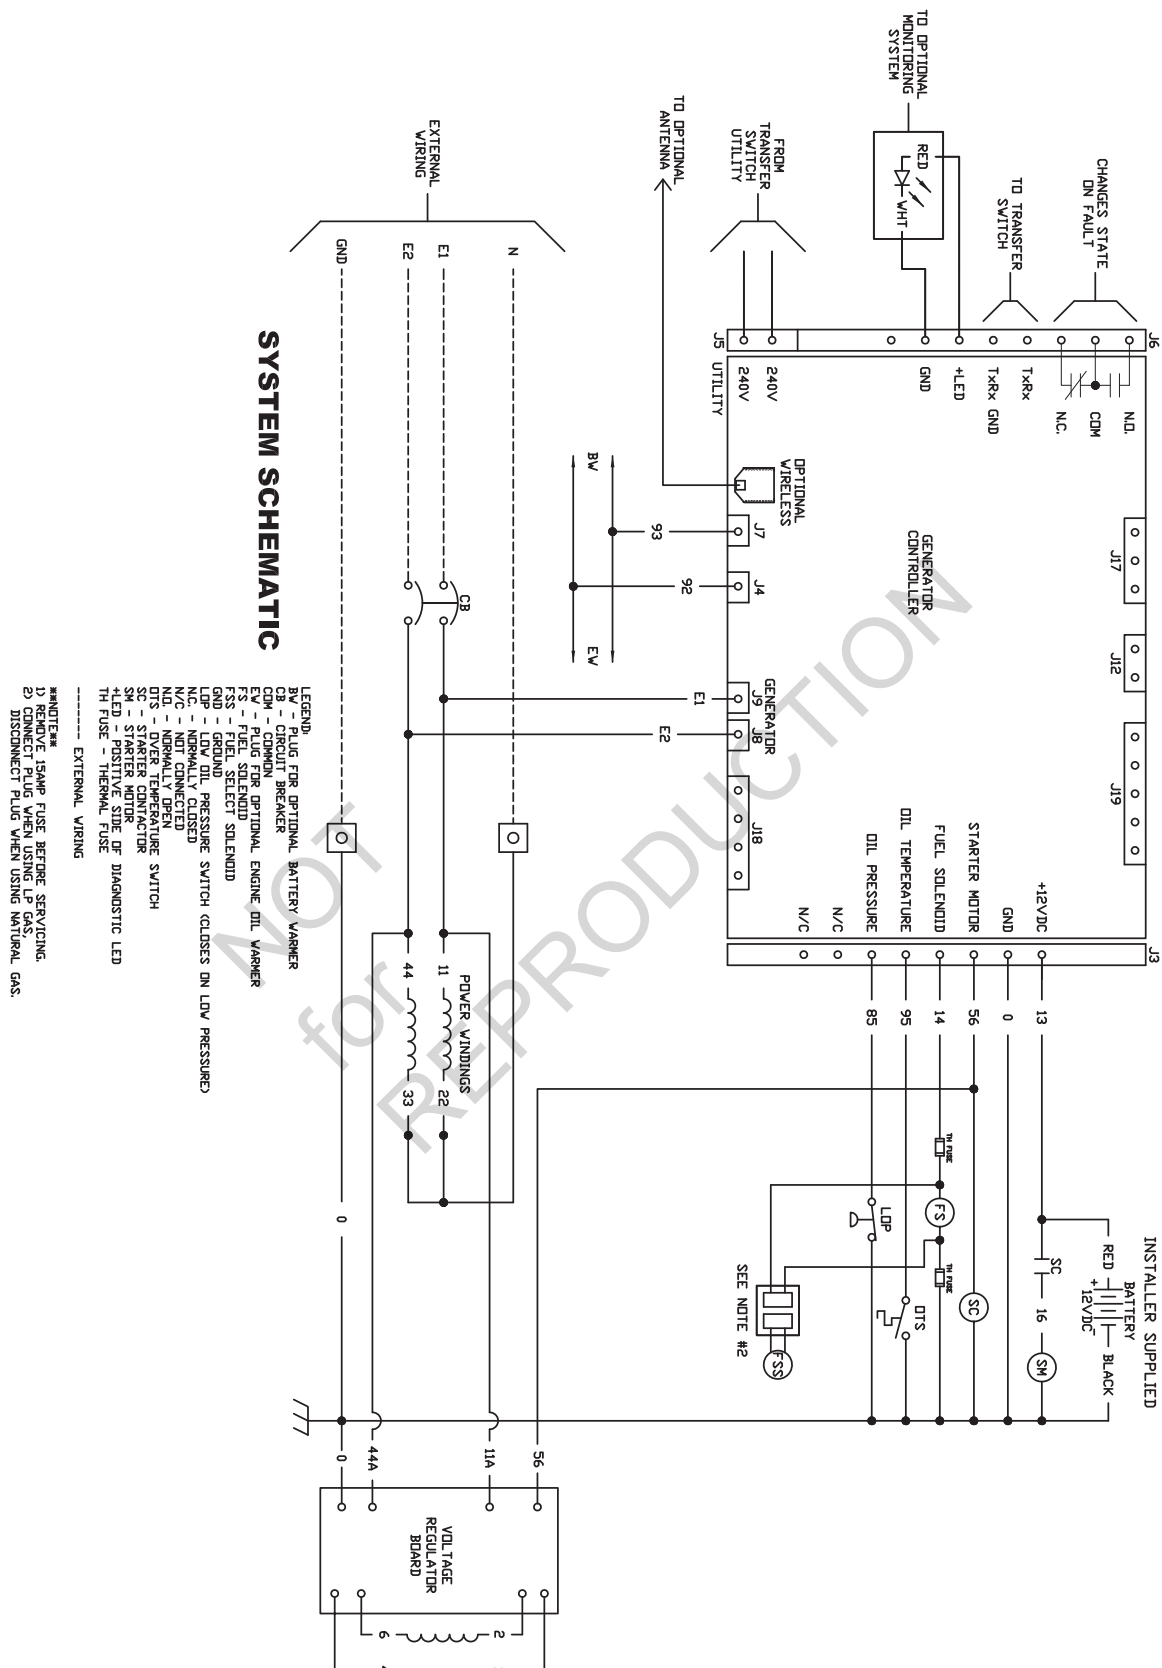 INSTALLER SUPPLIED
BATTERY
12VDC
+
-
RED
BLACK
SC
16
SM
J6
J3
CHANGES STATE
ON FAULT
TO TRANSFER
SWITCH
TO OPTIONAL
MONITORING
SYSTEM
RED
WHT
FROM
TRANSFER
SWITCH
UTILITY
TO OPTIONAL
ANTENNA
N.O.
COM
N.C.
TxRx
TxRx GND
+LED
GND
240V
240V
J5
UTILITY
J17
J12
J19
GENERATOR
CONTROLLER
OPTIONAL
WIRELESS
J7
J4
GENERATOR
J9
J8
J18
+12VDC
GND
STARTER MOTOR
FUEL SOLENOID
OIL TEMPERATURE
OIL PRESSURE
N/C
N/C
13
0
56
14
95
85
TH FUSE
FS
TH FUSE
SC
LOP
OTS
SEE NOTE #2
FSS
93
92
BW
EW
E1
E2
EXTERNAL
WIRING
N
E1
E2
GND
CB
POWER WINDINGS
11
22
44
33
0
56
11A
44A
0
VOLTAGE
REGULATOR
BOARD
2
6
SYSTEM SCHEMATIC
LEGEND:
BW - PLUG FOR OPTIONAL BATTERY WARMER
CB - CIRCUIT BREAKER
COM - COMMON
EW - PLUG FOR OPTIONAL ENGINE OIL WARMER
FS - FUEL SOLENOID
FSS - FUEL SELECT SOLENOID
GND - GROUND
LOP - LOW OIL PRESSURE SWITCH (CLOSES ON LOW PRESSURE)
N.C. - NORMALLY CLOSED
N/C - NOT CONNECTED
N.O. - NORMALLY OPEN
OTS - OVER TEMPERATURE SWITCH
SC - STARTER CONTACTOR
SM - STARTER MOTOR
+LED - POSITIVE SIDE OF DIAGNOSTIC LED
TH FUSE - THERMAL FUSE
------- EXTERNAL WIRING
**NOTE**
1) REMOVE 15AMP FUSE BEFORE SERVICING.
2) CONNECT PLUG WHEN USING LP GAS,
DISCONNECT PLUG WHEN USING NATURAL GAS.
NOT
for
REPRODUCTION